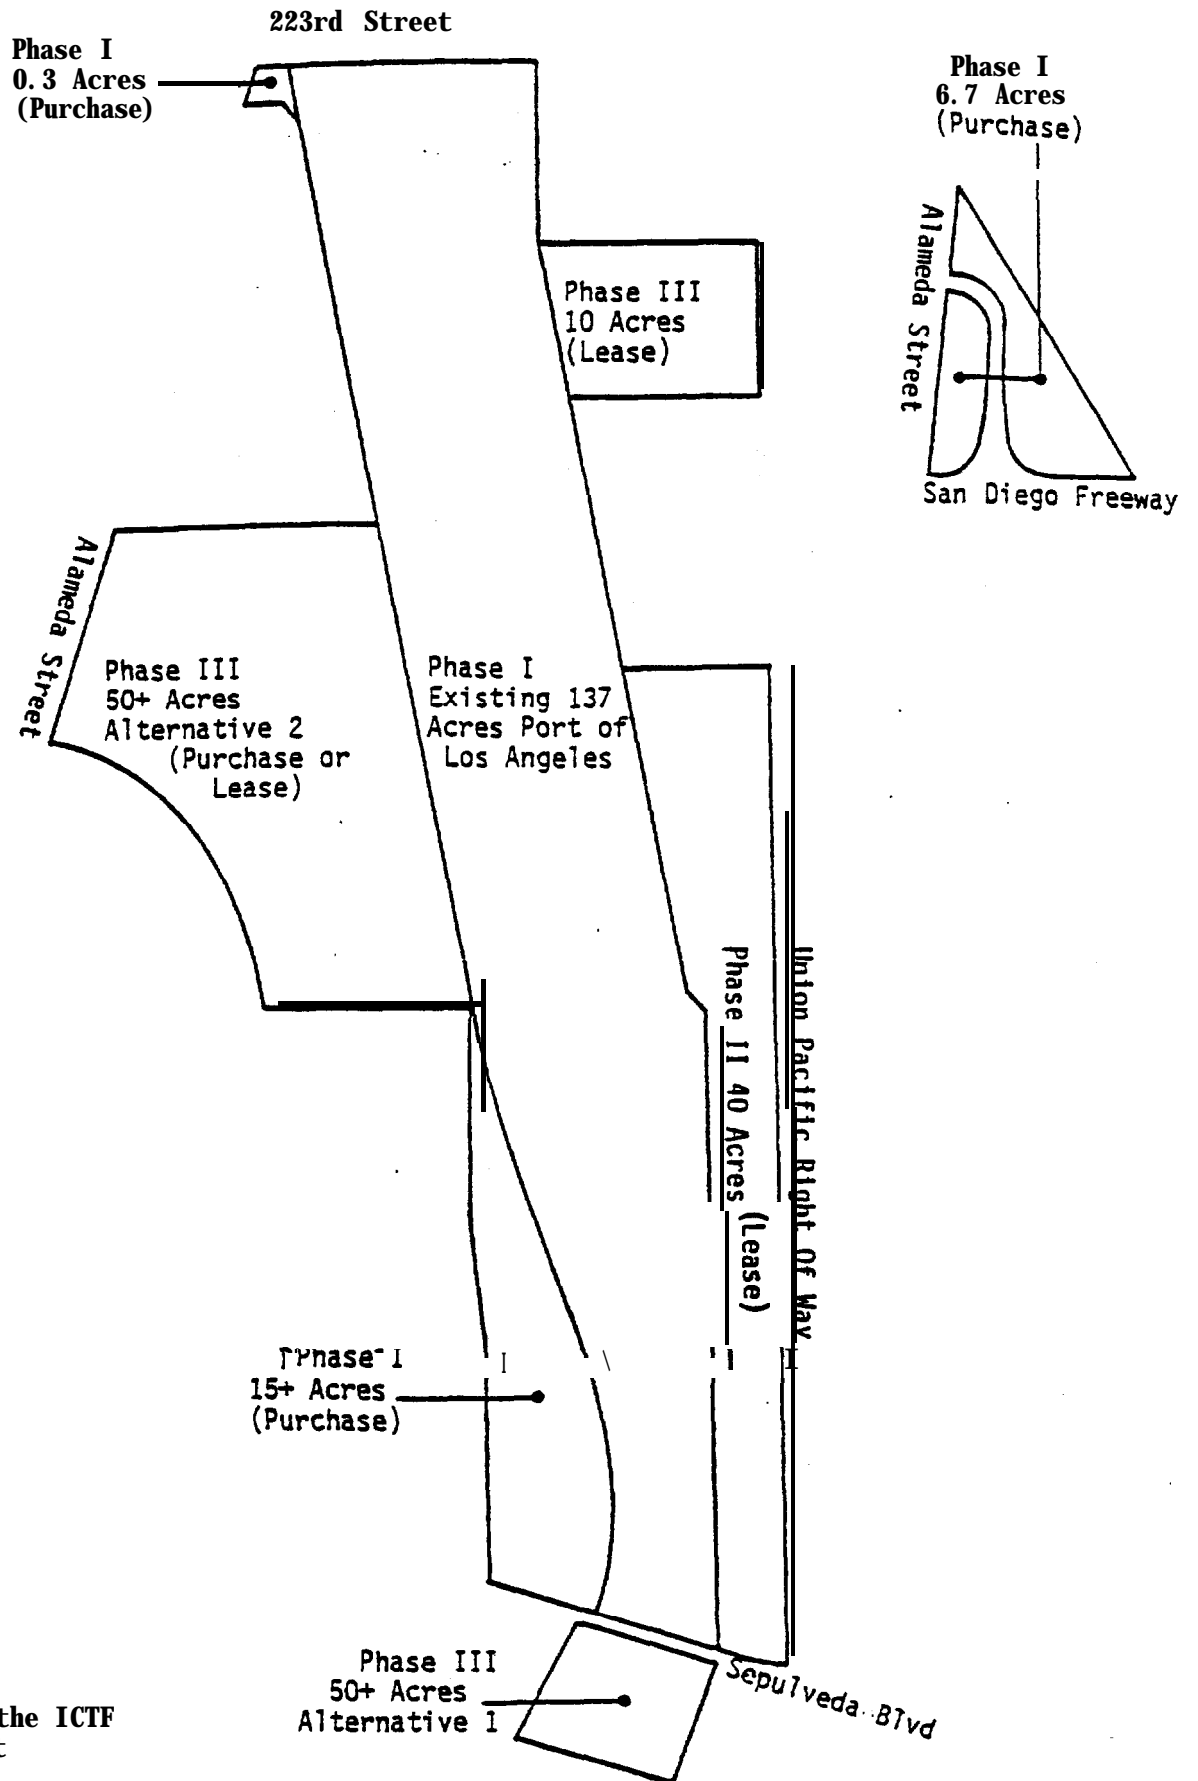 223rd Street
Phase I
0.3 Acres
(Purchase)
Phase I
6.7 Acres
(Purchase)
Alameda Street
San Diego Freeway
Phase III
10 Acres
(Lease)
Alameda Street
Phase III
50+ Acres
Alternative 2
(Purchase or
Lease)
Phase I
Existing 137
Acres Port of
Los Angeles
Phase II 40 Acres (Lease)
Union Pacific Right Of Way
Phase I
15+ Acres
(Purchase)
Phase III
50+ Acres
Alternative 1
Sepulveda Blvd
the ICTF